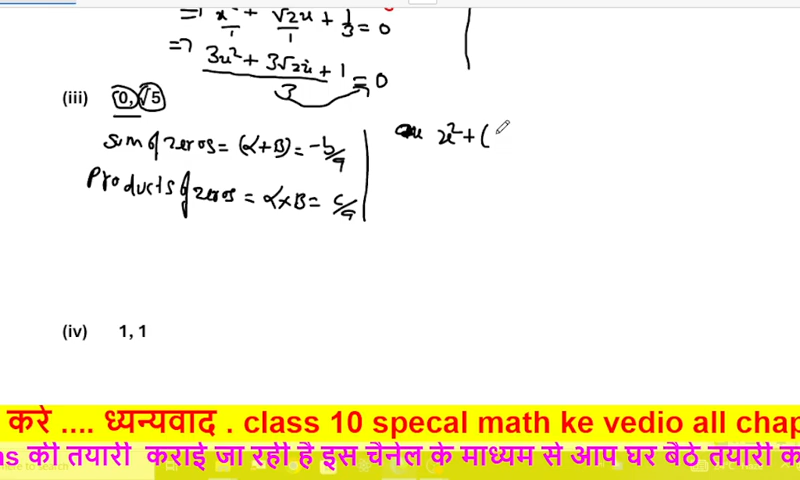 => x² + √2x + 1 = 0
1 1 3
=> 3x² + 3√2x + 1 = 0
3
(iii) 0, √5
Sum of zeros = (α+β) = -b/a
Products of zeros = α×β = c/a
x² + (
(iv) 1, 1
करे .... ध्यन्यवाद . class 10 specal math ke vedio all chap
ns की तयारी कराई जा रही है इस चैनेल के माध्यम से आप घर बैठे तयारी क